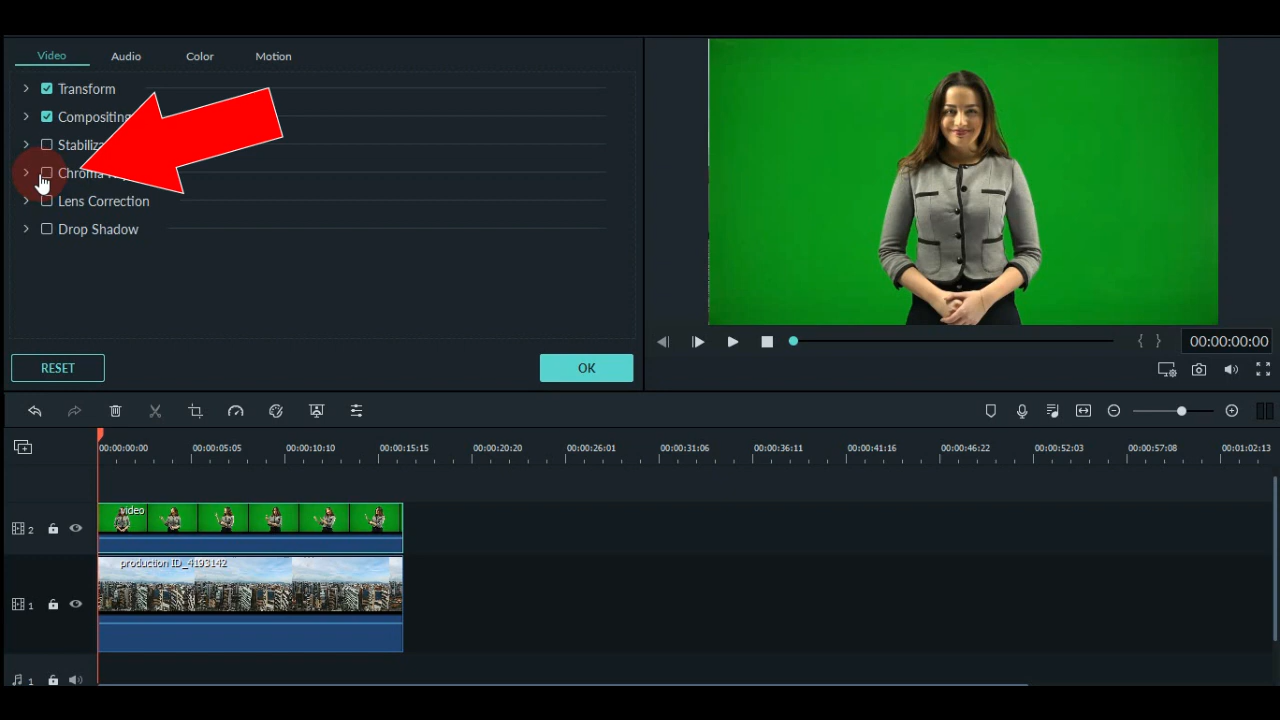 Video Audio Color Motion
Transform
Compositing
Chroma
Lens Correction
Drop Shadow
RESET OK
00:00:00:00
00:00:00:00 00:00:05:05 00:00:10:10 00:00:15:15 00:00:20:20 00:00:26:01 00:00:31:06 00:00:36:11 00:00:41:16 00:00:46:22 00:00:52:03 00:00:57:08 00:01:02:13
video
2
production ID_4193142
1
1